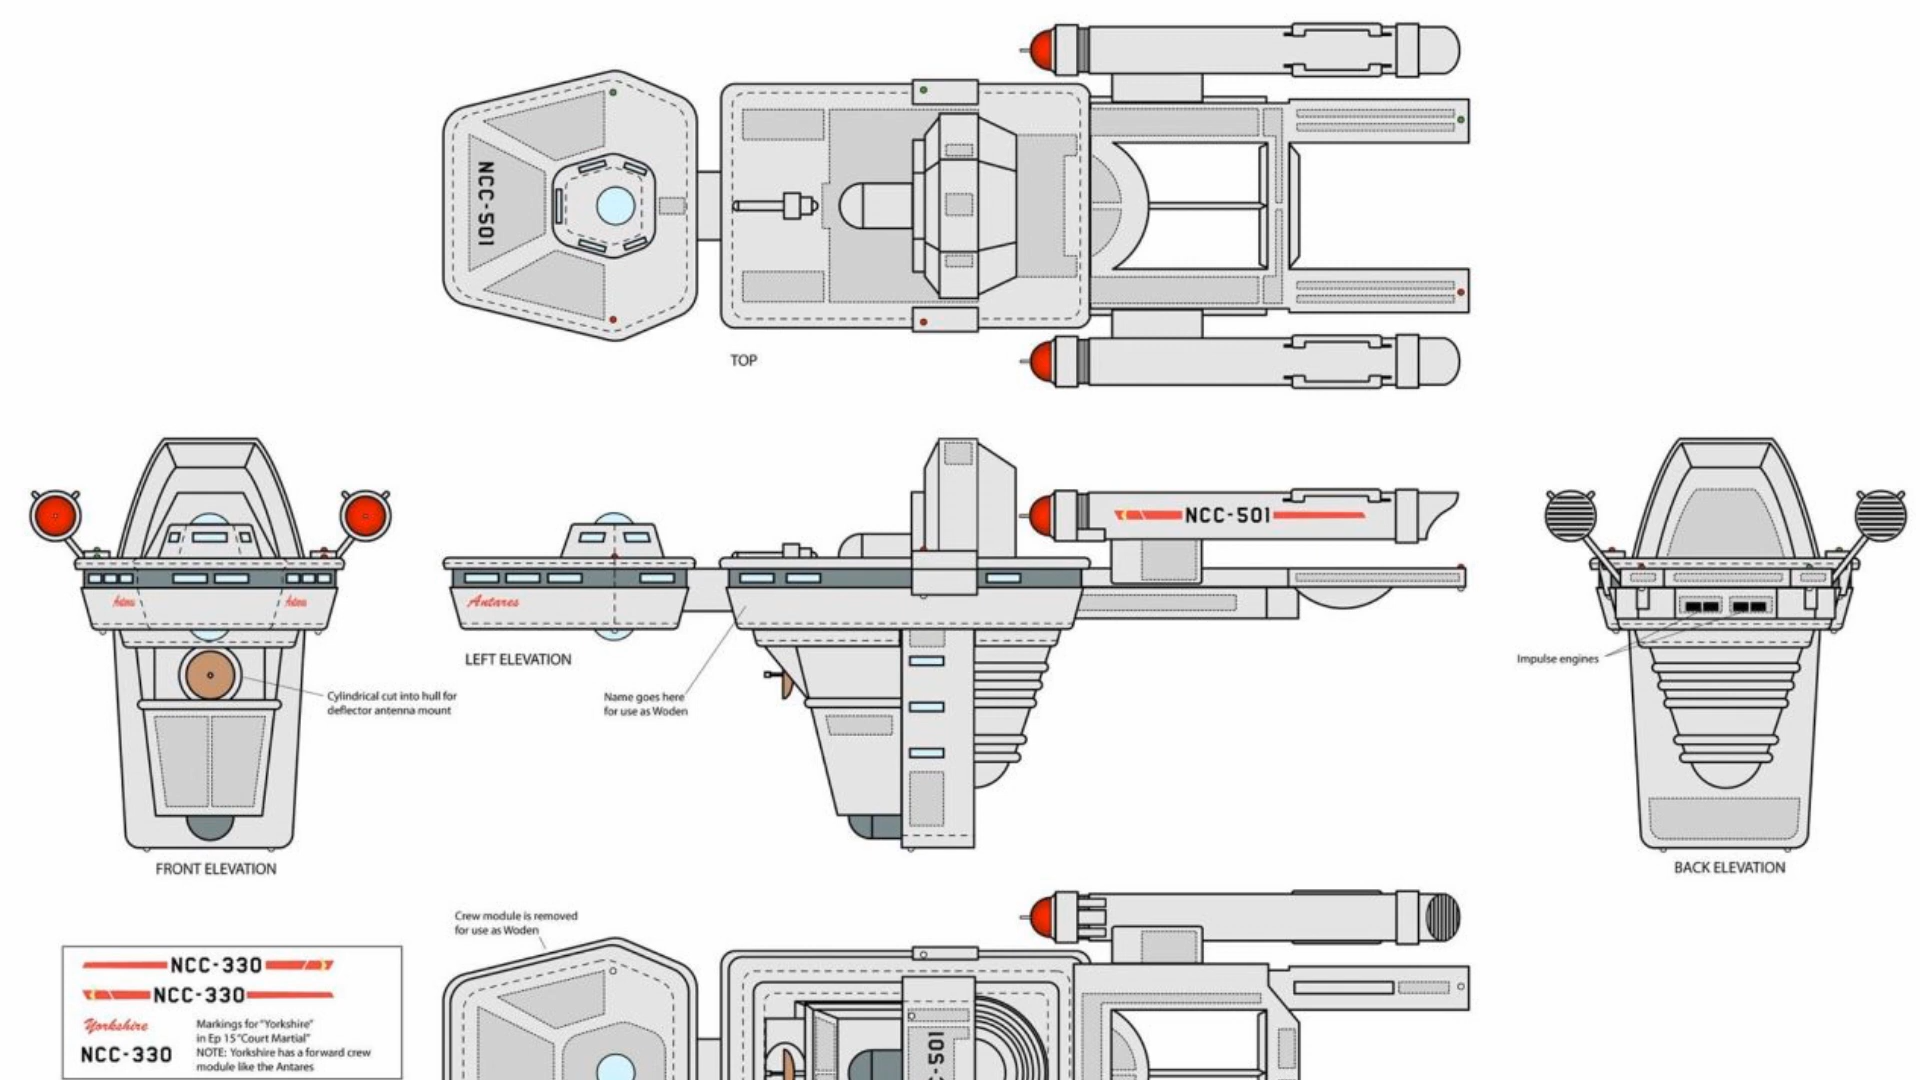 NCC-501
TOP
NCC-501
Antares
Antares
Antares
LEFT ELEVATION
Cylindrical cut into hull for
deflector antenna mount
Name goes here
for use as Woden
Impulse engines
FRONT ELEVATION
BACK ELEVATION
Crew module is removed
for use as Woden
NCC-330
NCC-330
Yorkshire
NCC-330
Markings for "Yorkshire"
in Ep 15 "Court Martial"
NOTE: Yorkshire has a forward crew
module like the Antares
C-501